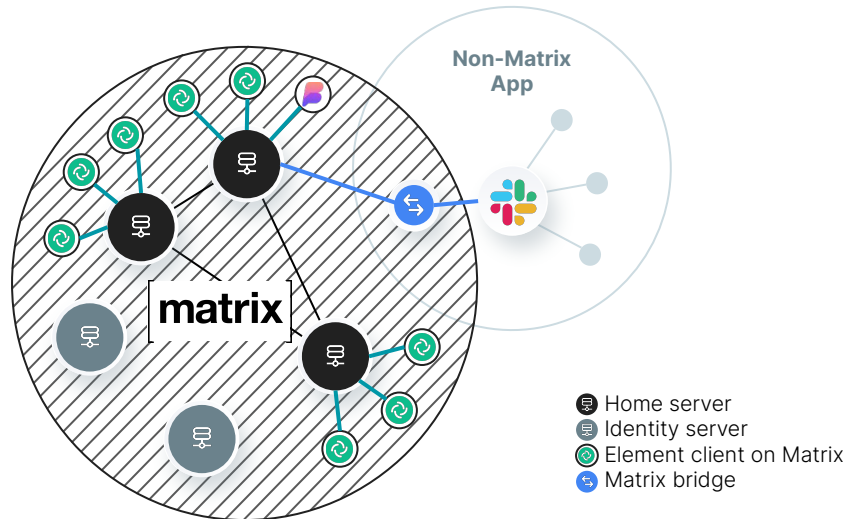 Non-Matrix
App
[matrix]
Home server
Identity server
Element client on Matrix
Matrix bridge